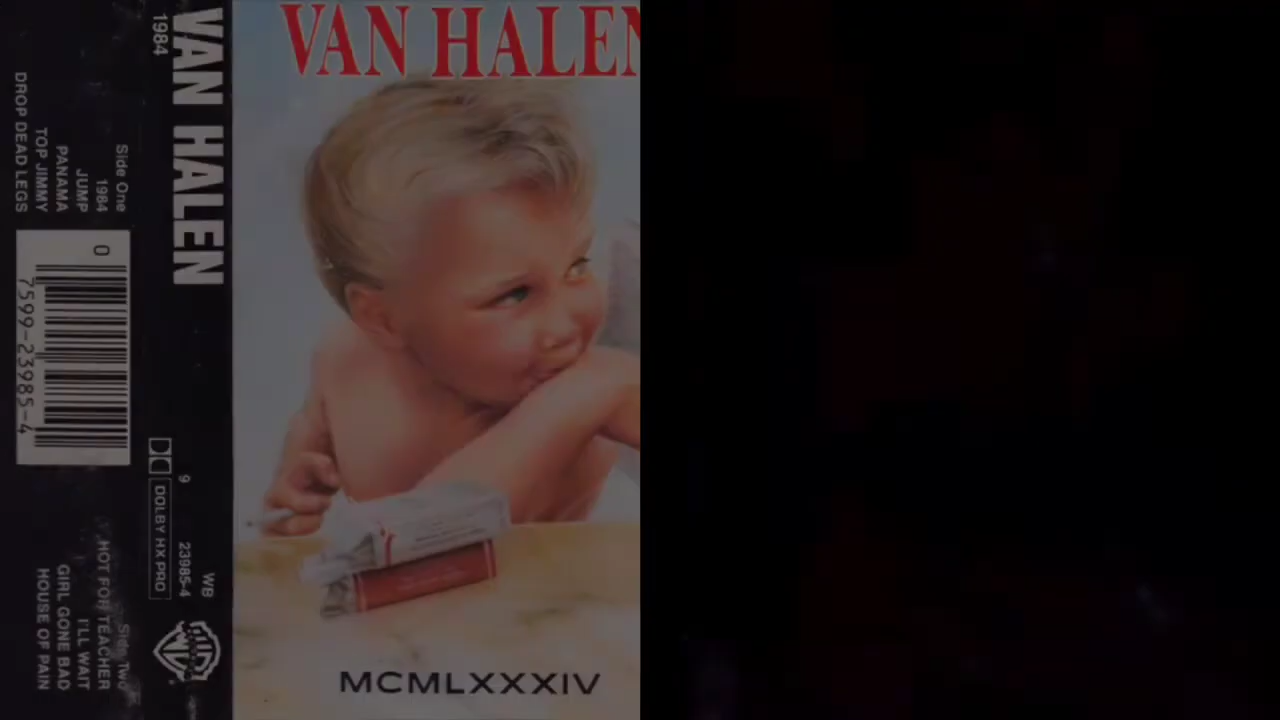 VAN HALEN
1984
Side One
1984
JUMP
PANAMA
TOP JIMMY
DROP DEAD LEGS
0
7599-23985-4
DOLBY HX PRO
9 23985-4
WB
Side Two
HOT FOR TEACHER
I'LL WAIT
GIRL GONE BAD
HOUSE OF PAIN
VAN HALEN
MCMLXXXIV